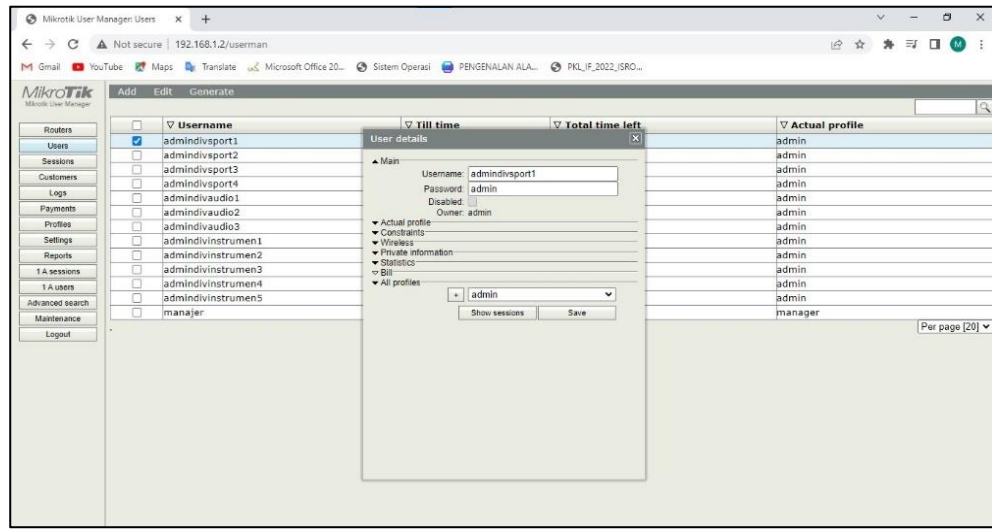 Mikrotik User Manager: Users
Not secure 192.168.1.2/userman
Gmail YouTube Maps Translate Microsoft Office 20... Sistem Operasi PENGENALAN ALA... PKL_IF_2022_ISRO...
M
MikroTik
Mikrotik User Manager
Add Edit Generate
Routers
Users
Sessions
Customers
Logs
Payments
Profiles
Settings
Reports
1 A sessions
1 A users
Advanced search
Maintenance
Logout
Username Till time Total time left Actual profile
admindivsport1 admin
admindivsport2 admin
admindivsport3 admin
admindivsport4 admin
admindivaudio1 admin
admindivaudio2 admin
admindivaudio3 admin
admindivinstrumen1 admin
admindivinstrumen2 admin
admindivinstrumen3 admin
admindivinstrumen4 admin
admindivinstrumen5 admin
manajer manager
Per page [20]
User details
Main
Username: admindivsport1
Password: admin
Disabled:
Owner: admin
Actual profile
Constraints
Wireless
Private information
Statistics
Bill
All profiles
+ admin
Show sessions Save